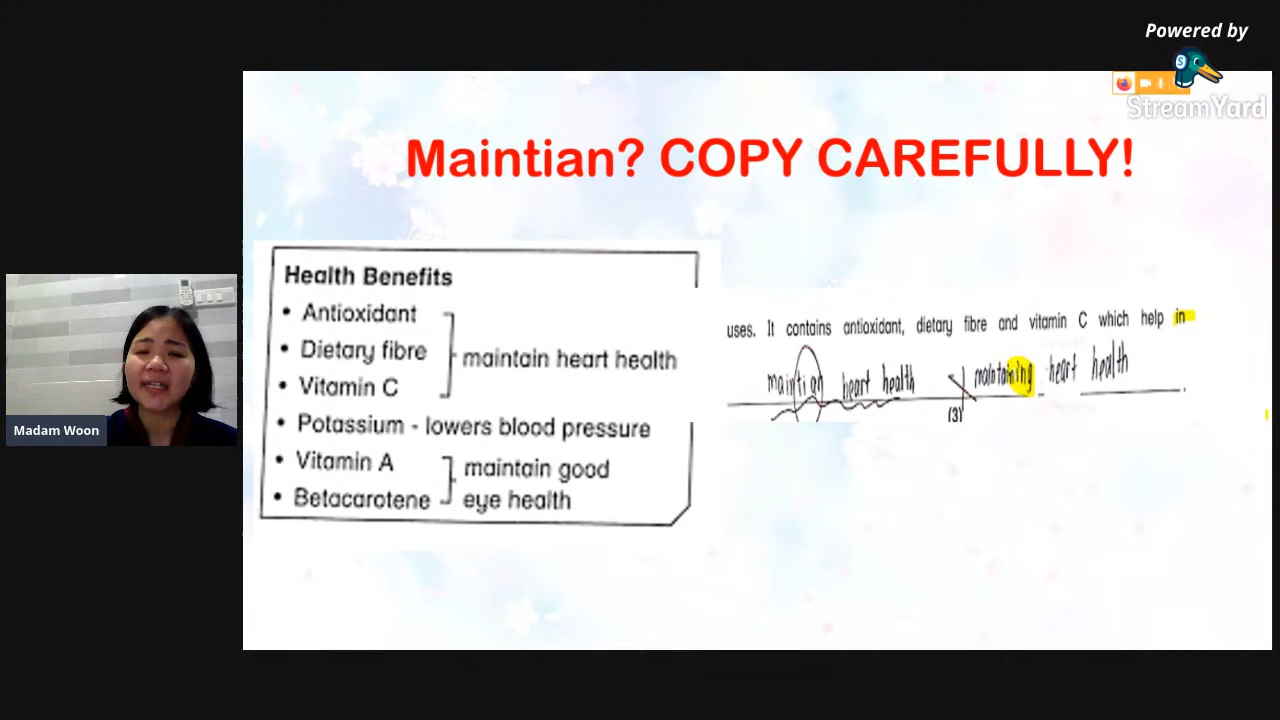 Powered by
StreamYard
Maintian? COPY CAREFULLY!
Health Benefits
• Antioxidant
• Dietary fibre
• Vitamin C
maintain heart health
• Potassium - lowers blood pressure
• Vitamin A
• Betacarotene
maintain good
eye health
uses. It contains antioxidant, dietary fibre and vitamin C which help in
maintian heart health maintaining heart health
(3)
Madam Woon